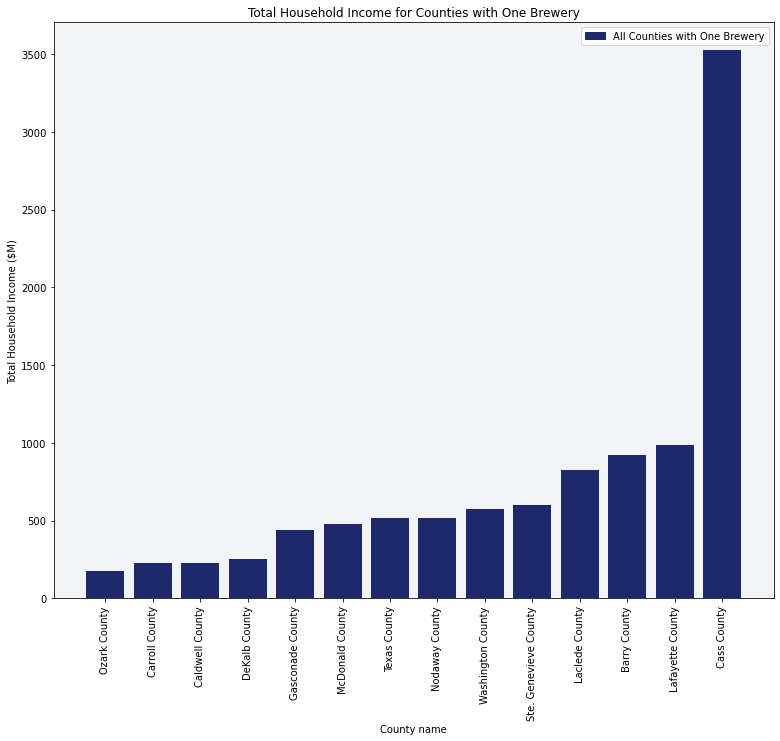 Total Household Income for Counties with One Brewery
All Counties with One Brewery
Total Household Income ($M)
3500
3000
2500
2000
1500
1000
500
0
Ozark County
Carroll County
Caldwell County
DeKalb County
Gasconade County
McDonald County
Texas County
Nodaway County
Washington County
Ste. Genevieve County
Laclede County
Barry County
Lafayette County
Cass County
County name